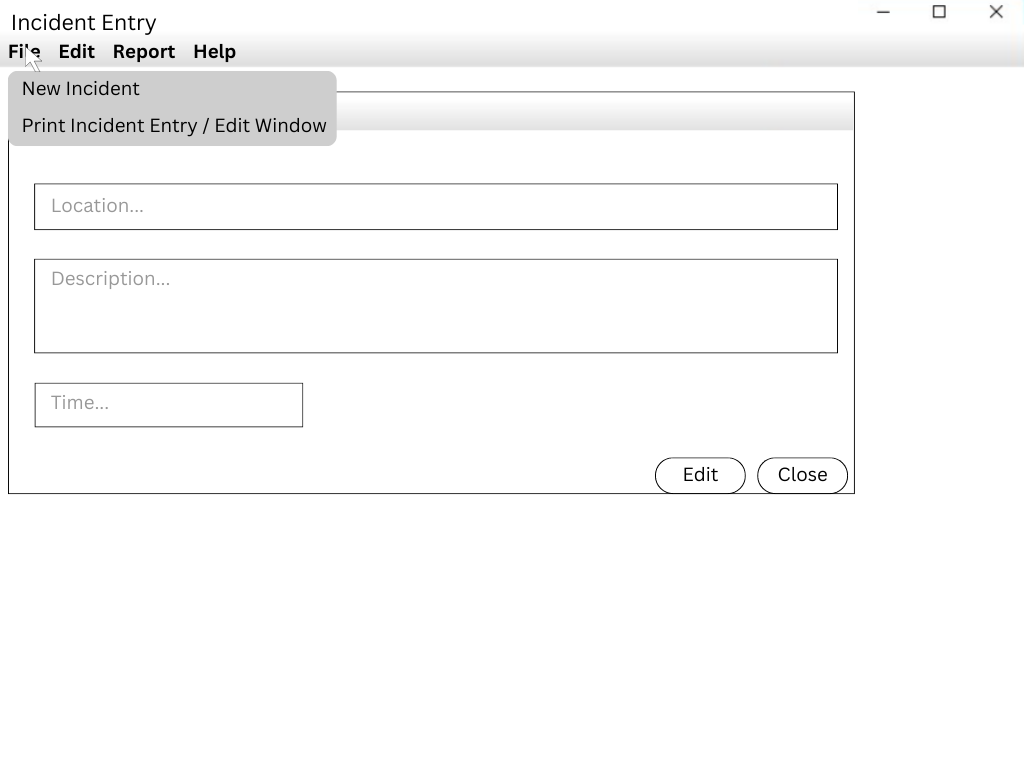 Incident Entry
File Edit Report Help
New Incident
Print Incident Entry / Edit Window
Location...
Description...
Time...
Edit Close